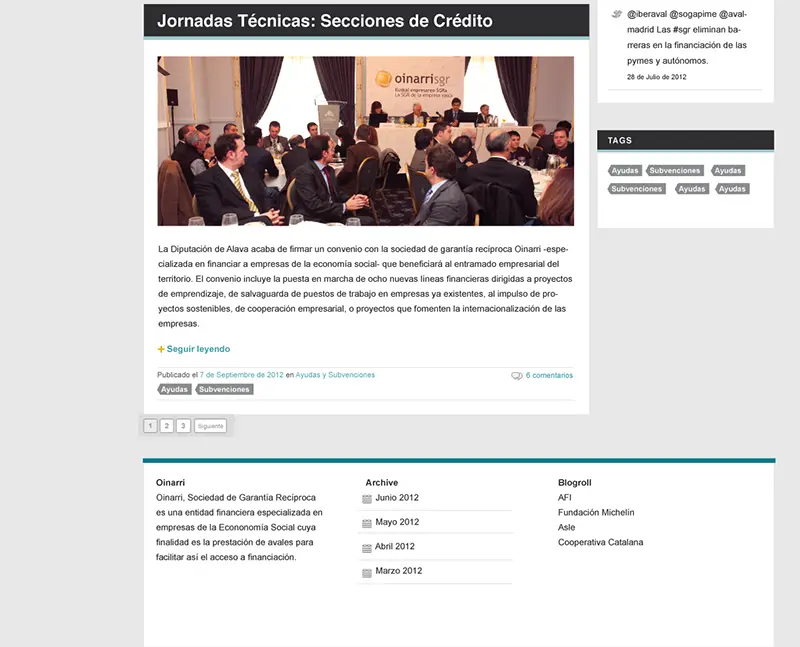 Jornadas Técnicas: Secciones de Crédito
oinarrisgr
Euskal empresarien SGRa
La SGR de la empresa vasca
La Diputación de Alava acaba de firmar un convenio con la sociedad de garantía recíproca Oinarri -espe-
cializada en financiar a empresas de la economía social- que beneficiará al entramado empresarial del
territorio. El convenio incluye la puesta en marcha de ocho nuevas líneas financieras dirigidas a proyectos
de emprendizaje, de salvaguarda de puestos de trabajo en empresas ya existentes, al impulso de pro-
yectos sostenibles, de cooperación empresarial, o proyectos que fomenten la internacionalización de las
empresas.
+ Seguir leyendo
Publicado el 7 de Septiembre de 2012 en Ayudas y Subvenciones
6 comentarios
Ayudas Subvenciones
1 2 3 Siguiente
@iberaval @sogapime @aval-
madrid Las #sgr eliminan ba-
rreras en la financiación de las
pymes y autónomos.
28 de Julio de 2012
TAGS
Ayudas Subvenciones Ayudas
Subvenciones Ayudas Ayudas
Oinarri
Oinarri, Sociedad de Garantía Recíproca
es una entidad financiera especializada en
empresas de la Econonomía Social cuya
finalidad es la prestación de avales para
facilitar así el acceso a financiación.
Archive
Junio 2012
Mayo 2012
Abril 2012
Marzo 2012
Blogroll
AFI
Fundación Michelin
Asle
Cooperativa Catalana